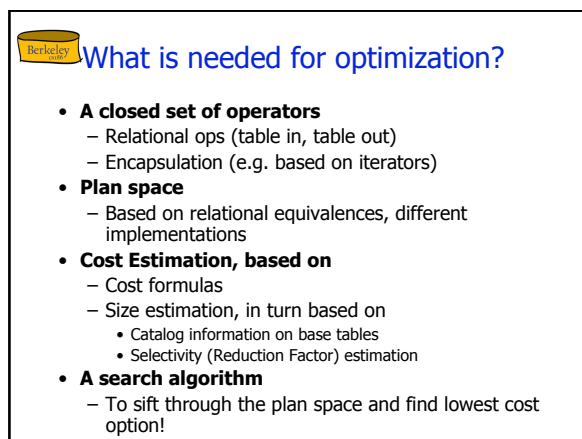 Berkeley
cs186
What is needed for optimization?
• A closed set of operators
– Relational ops (table in, table out)
– Encapsulation (e.g. based on iterators)
• Plan space
– Based on relational equivalences, different
implementations
• Cost Estimation, based on
– Cost formulas
– Size estimation, in turn based on
• Catalog information on base tables
• Selectivity (Reduction Factor) estimation
• A search algorithm
– To sift through the plan space and find lowest cost
option!